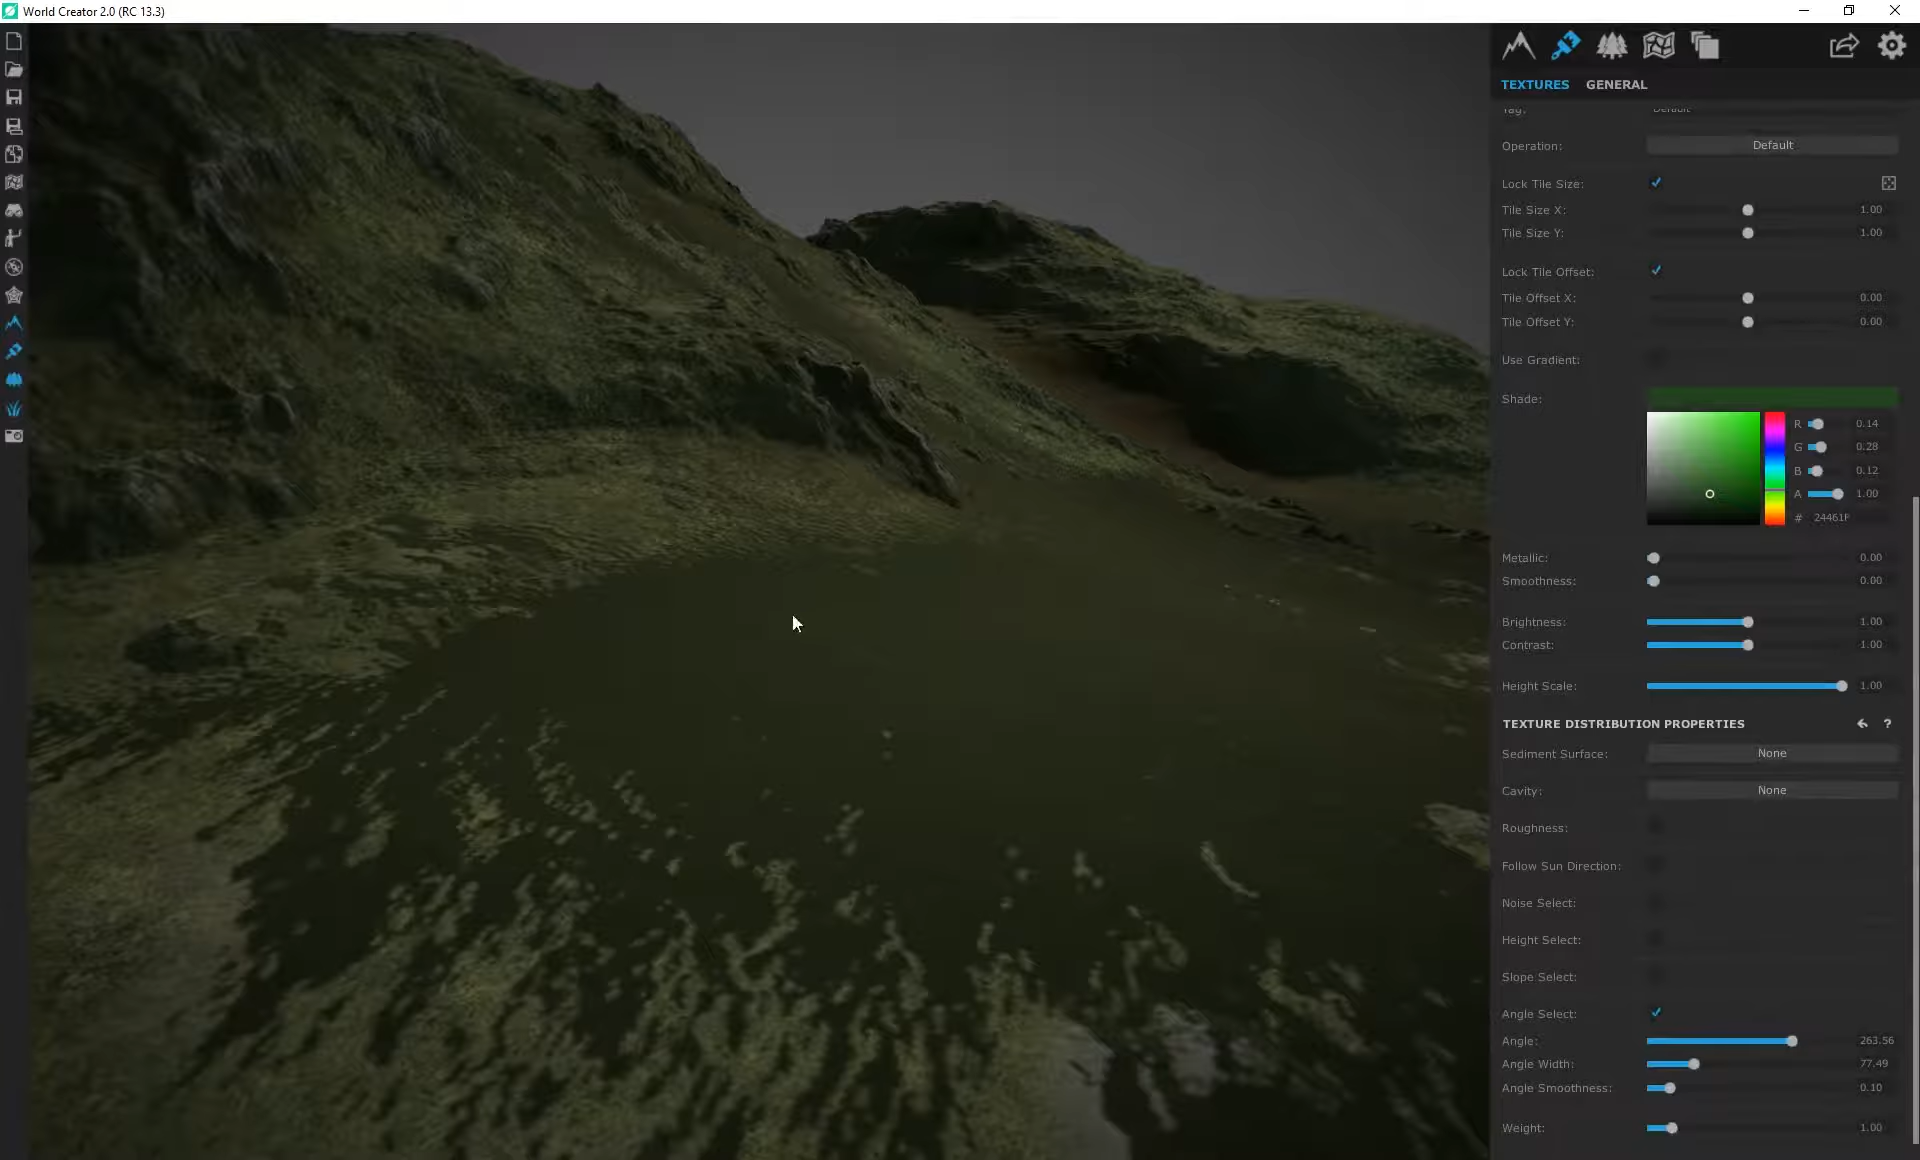 World Creator 2.0 (RC 13.3)
TEXTURES GENERAL
Tag: Default
Operation: Default
Lock Tile Size:
Tile Size X: 1.00
Tile Size Y: 1.00
Lock Tile Offset:
Tile Offset X: 0.00
Tile Offset Y: 0.00
Use Gradient:
Shade:
R 0.14
G 0.28
B 0.12
A 1.00
# 24461F
Metallic: 0.00
Smoothness: 0.00
Brightness: 1.00
Contrast: 1.00
Height Scale: 1.00
TEXTURE DISTRIBUTION PROPERTIES ?
Sediment Surface: None
Cavity: None
Roughness:
Follow Sun Direction:
Noise Select:
Height Select:
Slope Select:
Angle Select:
Angle: 263.56
Angle Width: 77.49
Angle Smoothness: 0.10
Weight: 1.00